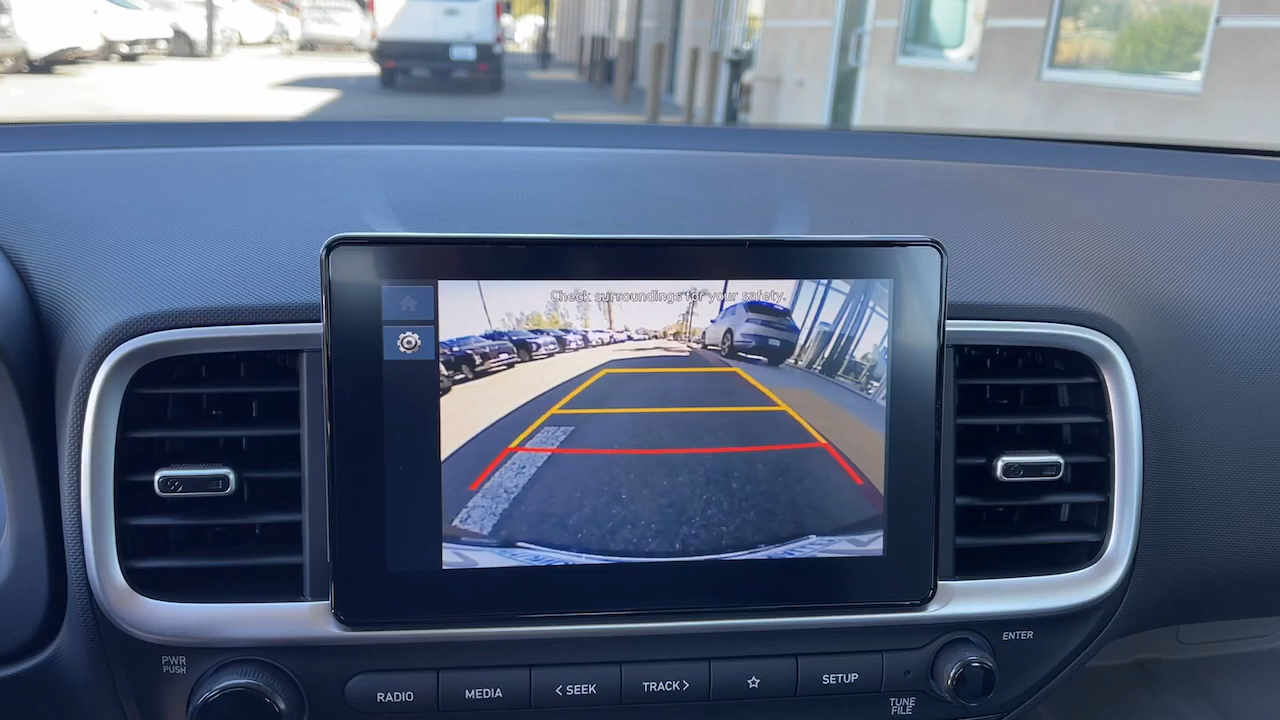 Check surroundings for your safety.
PWR
PUSH
RADIO
MEDIA
< SEEK
TRACK >
☆
SETUP
ENTER
TUNE
FILE